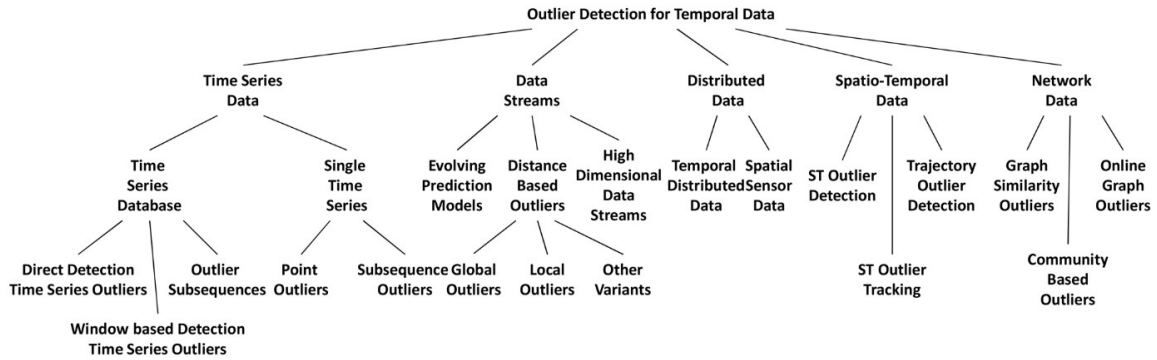 Outlier Detection for Temporal Data
Time Series
Data
Data
Streams
Distributed
Data
Spatio-Temporal
Data
Network
Data
Time
Series
Database
Single
Time
Series
Evolving
Prediction
Models
Distance
Based
Outliers
High
Dimensional
Data
Streams
Temporal
Distributed
Data
Spatial
Sensor
Data
ST Outlier
Detection
Trajectory
Outlier
Detection
Graph
Similarity
Outliers
Online
Graph
Outliers
Direct Detection
Time Series Outliers
Outlier
Subsequences
Point
Outliers
Subsequence
Outliers
Global
Outliers
Local
Outliers
Other
Variants
ST Outlier
Tracking
Community
Based
Outliers
Window based Detection
Time Series Outliers